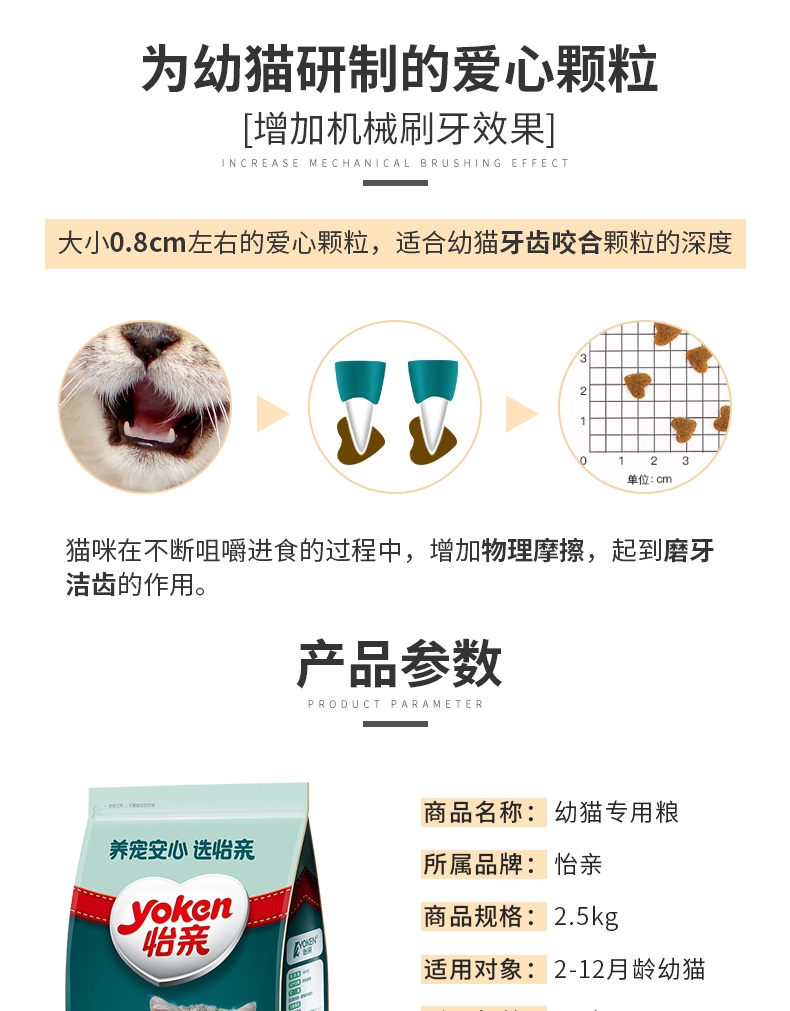 为幼猫研制的爱心颗粒
[增加机械刷牙效果]
INCREASE MECHANICAL BRUSHING EFFECT
大小0.8cm左右的爱心颗粒，适合幼猫牙齿咬合颗粒的深度
3
2
1
0 1 2 3
单位：cm
猫咪在不断咀嚼进食的过程中，增加物理摩擦，起到磨牙
洁齿的作用。
产品参数
PRODUCT PARAMETER
养宠安心 选怡亲
yoken
怡亲
YOKEN
怡亲
商品名称： 幼猫专用粮
所属品牌： 怡亲
商品规格： 2.5kg
适用对象： 2-12月龄幼猫